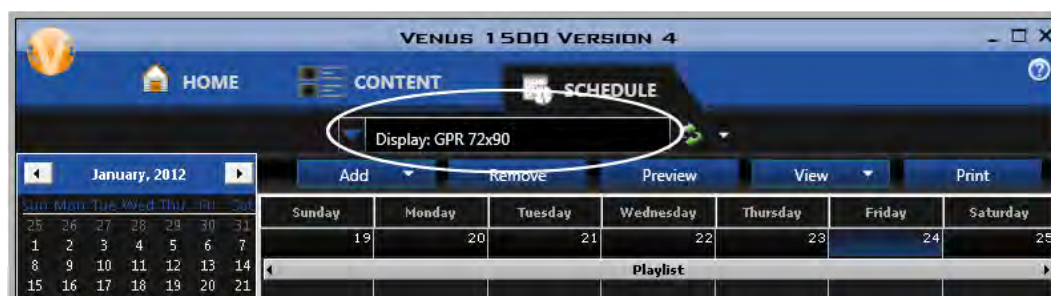 VENUS 1500 VERSION 4
HOME CONTENT SCHEDULE
Display: GPR 72x90
January, 2012 Add Remove Preview View Print
Sun Mon Tue Wed Thu Fri Sat
25 26 27 28 29 30 31
Sunday Monday Tuesday Wednesday Thursday Friday Saturday
1 2 3 4 5 6 7
19 20 21 22 23 24 25
8 9 10 11 12 13 14
Playlist
15 16 17 18 19 20 21